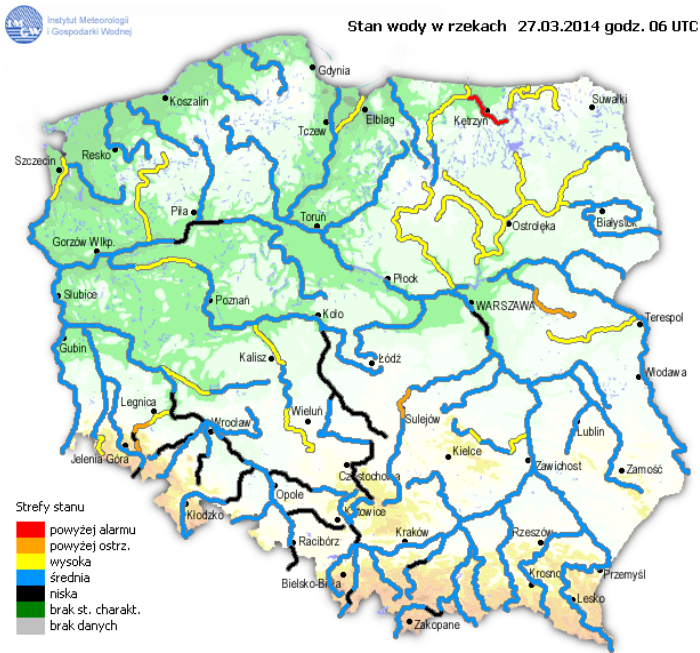 IMGW
Instytut Meteorologii
i Gospodarki Wodnej
Stan wody w rzekach 27.03.2014 godz. 06 UTC
Gdynia
Koszalin
Suwałki
Elbląg
Kętrzyn
Tczew
Resko
Szczecin
Piła
Toruń
Ostrołęka
Białystok
Gorzów Wlkp.
Płock
Słubice
Poznań
WARSZAWA
Koło
Terespol
Gubin
Kalisz
Łódź
Włodawa
Legnica
Wieluń
Sulejów
Wrocław
Lublin
Jelenia Góra
Kielce
Częstochowa
Zawichost
Zamość
Opole
Kłodzko
Katowice
Kraków
Rzeszów
Racibórz
Bielsko-Biała
Krosno
Przemyśl
Lesko
Zakopane
Strefy stanu
powyżej alarmu
powyżej ostrz.
wysoka
średnia
niska
brak st. charakt.
brak danych